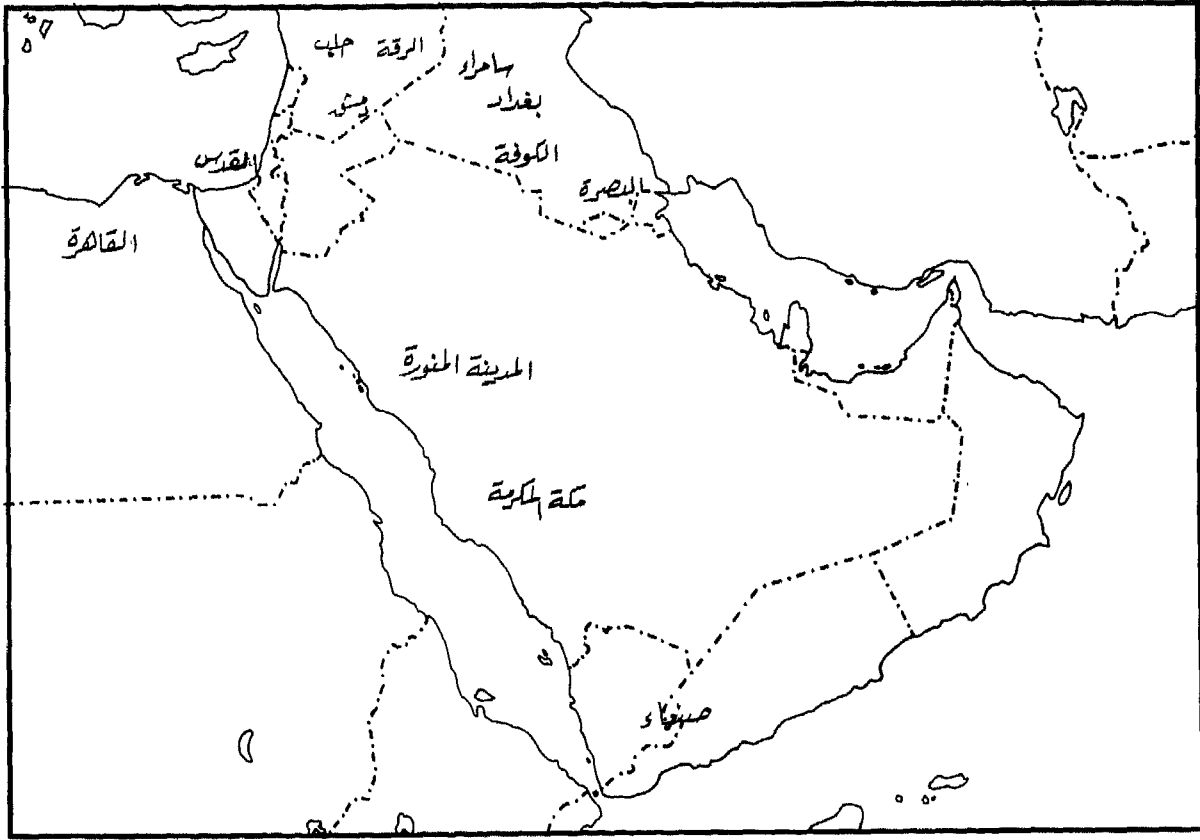 حلب
الرقة
سامراء
دمشق
بغداد
الكوفة
القدس
البصرة
القاهرة
المدينة المنورة
مكة المكرمة
صنعاء